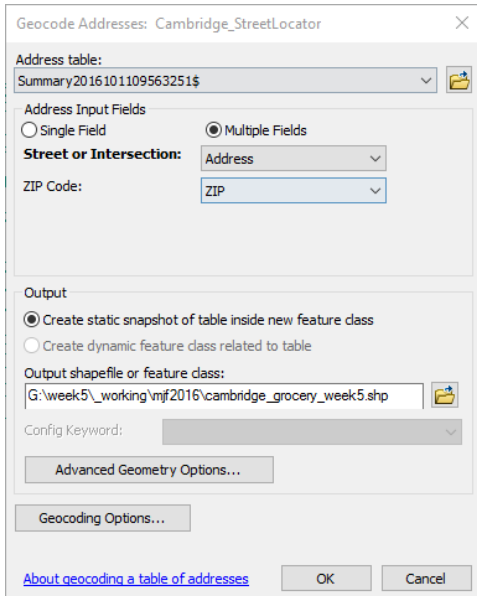 Geocode Addresses: Cambridge_StreetLocator
Address table:
Summary2016101109563251$
Address Input Fields
Single Field Multiple Fields
Street or Intersection: Address
ZIP Code: ZIP
Output
Create static snapshot of table inside new feature class
Create dynamic feature class related to table
Output shapefile or feature class:
G:\week5\_working\mjf2016\cambridge_grocery_week5.shp
Config Keyword:
Advanced Geometry Options...
Geocoding Options...
About geocoding a table of addresses OK Cancel